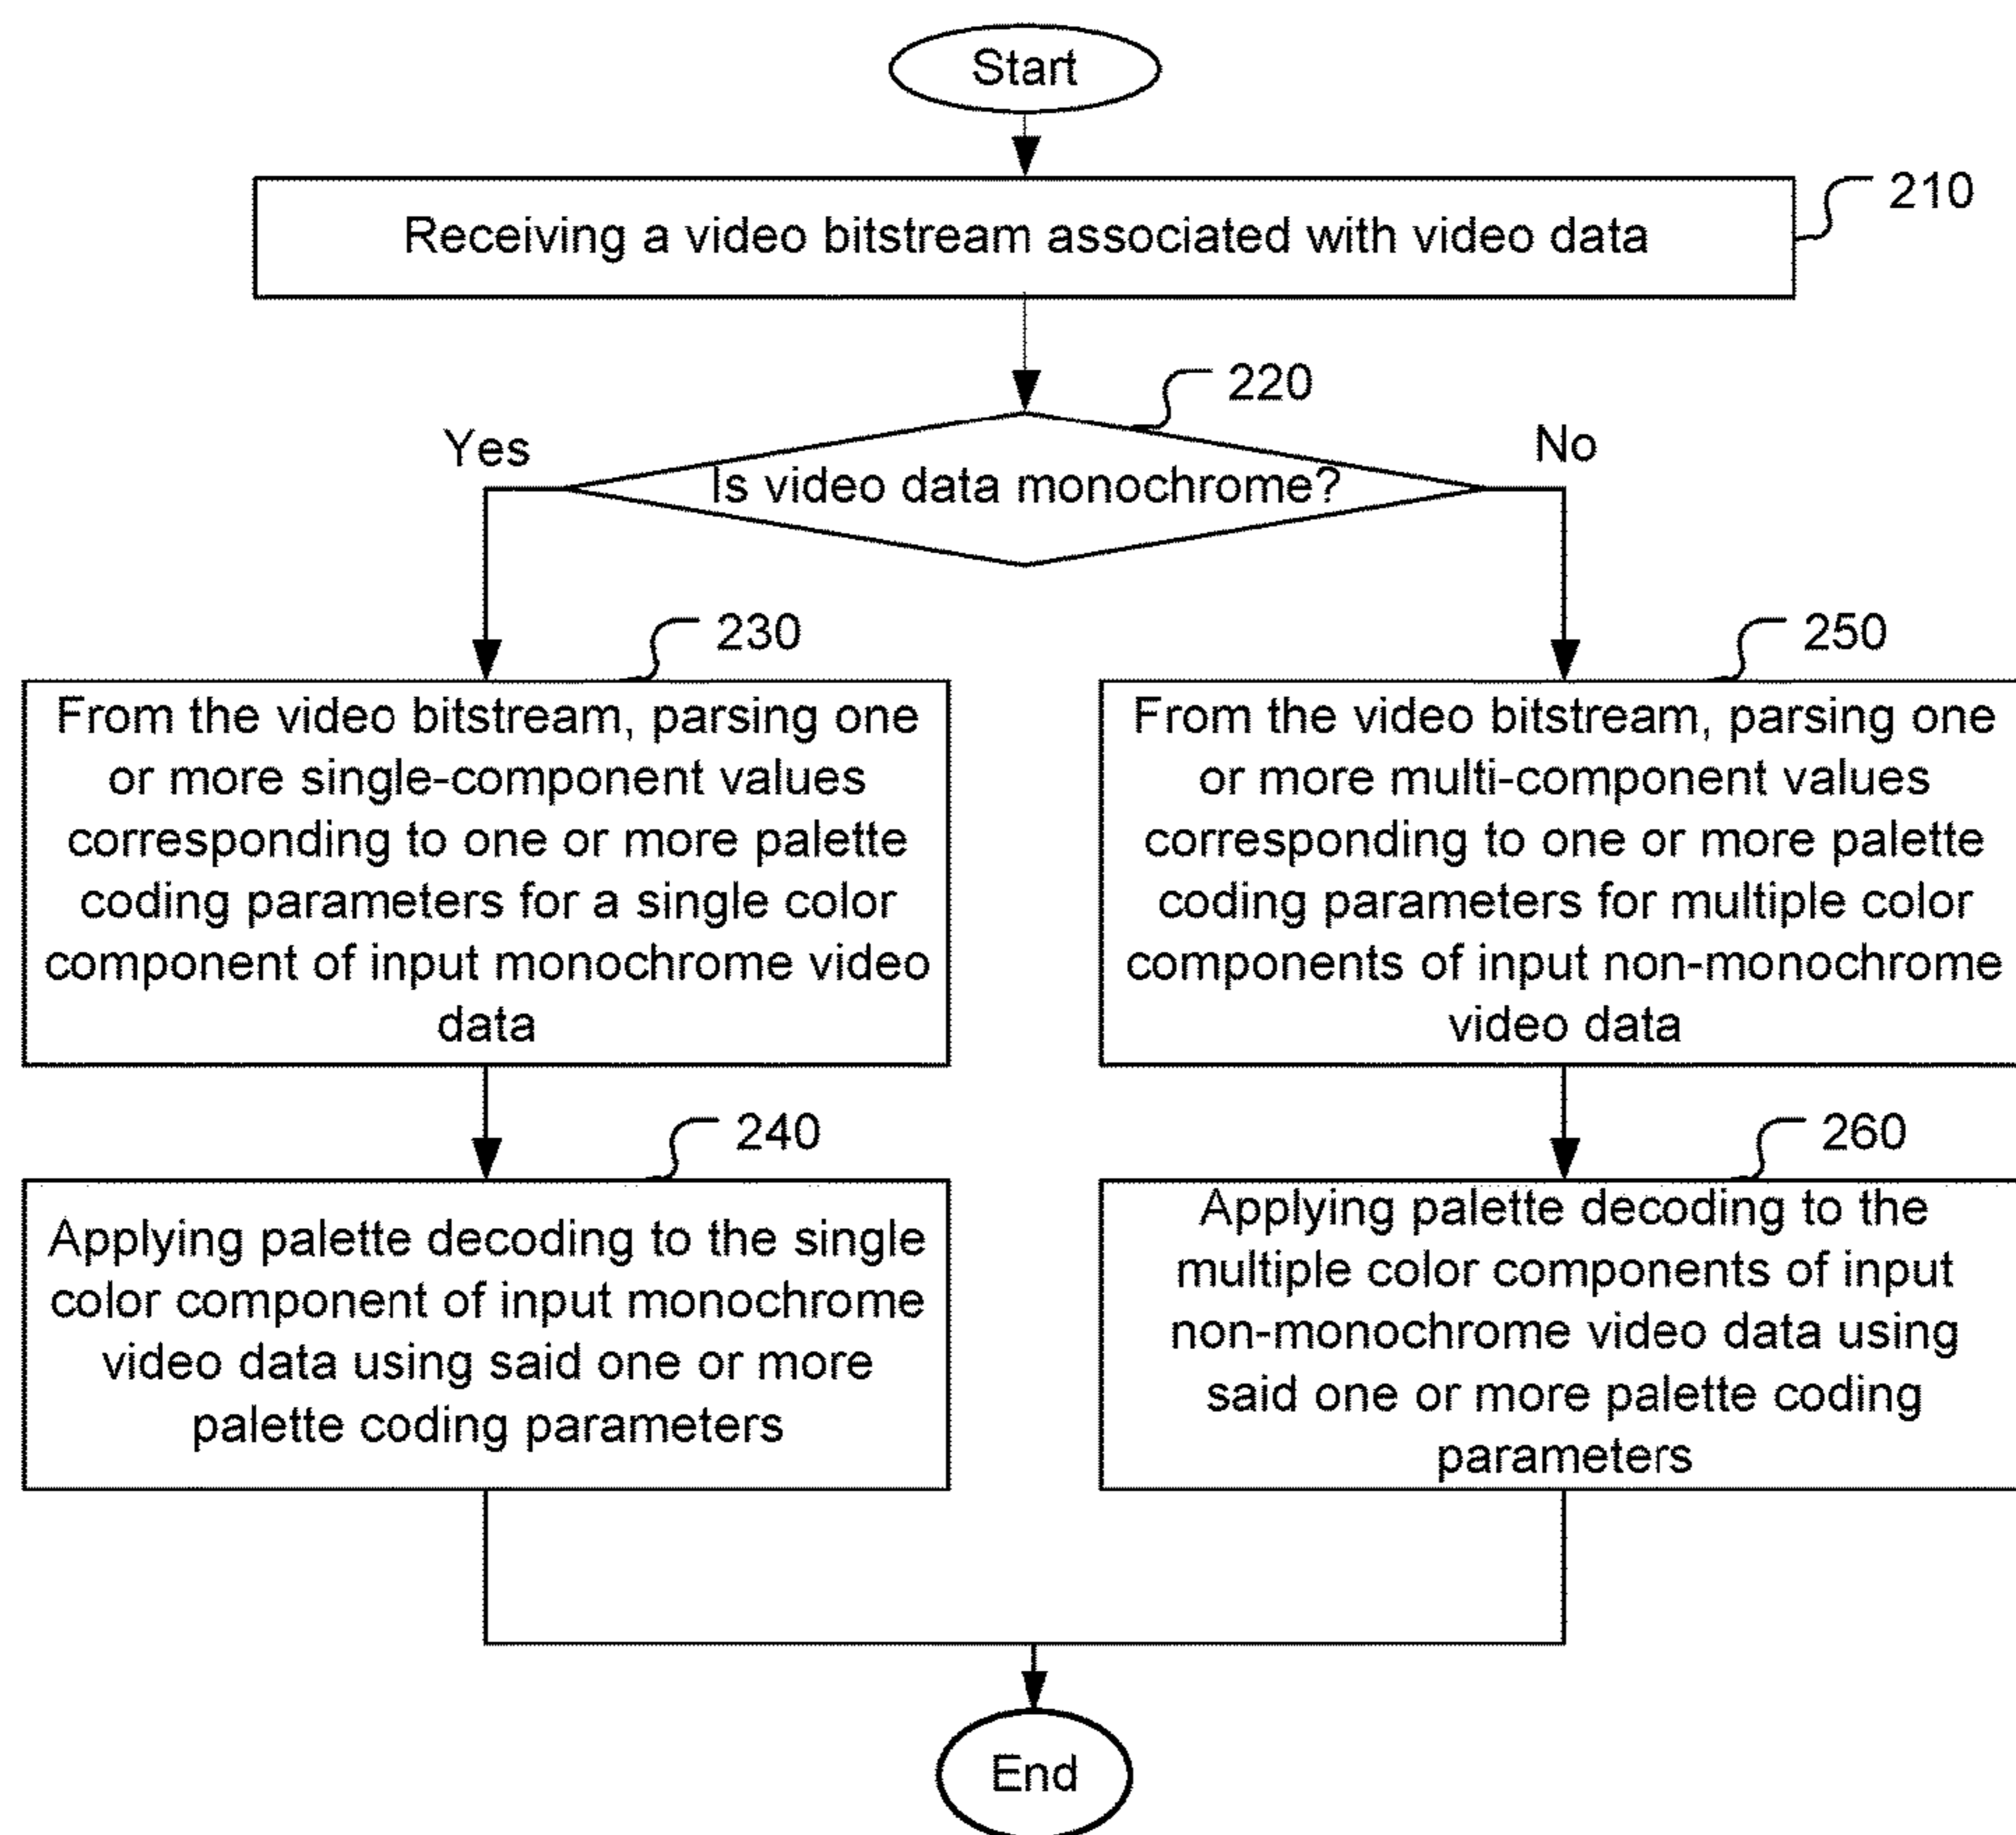 Start
Receiving a video bitstream associated with video data
210
220
Yes
No
Is video data monochrome?
230
From the video bitstream, parsing one
or more single-component values
corresponding to one or more palette
coding parameters for a single color
component of input monochrome video
data
250
From the video bitstream, parsing one
or more multi-component values
corresponding to one or more palette
coding parameters for multiple color
components of input non-monochrome
video data
240
Applying palette decoding to the single
color component of input monochrome
video data using said one or more
palette coding parameters
260
Applying palette decoding to the
multiple color components of input
non-monochrome video data using
said one or more palette coding
parameters
End